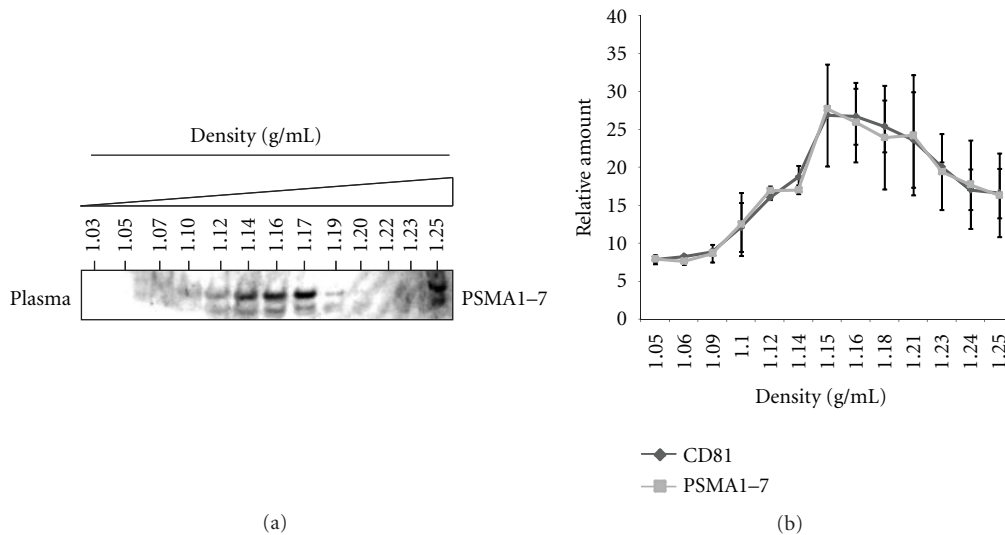 Density (g/mL)
1.03 1.05 1.07 1.10 1.12 1.14 1.16 1.17 1.19 1.20 1.22 1.23 1.25
Plasma PSMA1–7
(a)
Relative amount
40
35
30
25
20
15
10
5
0
1.05 1.06 1.09 1.1 1.12 1.14 1.15 1.16 1.18 1.21 1.23 1.24 1.25
Density (g/mL)
CD81
PSMA1–7
(b)